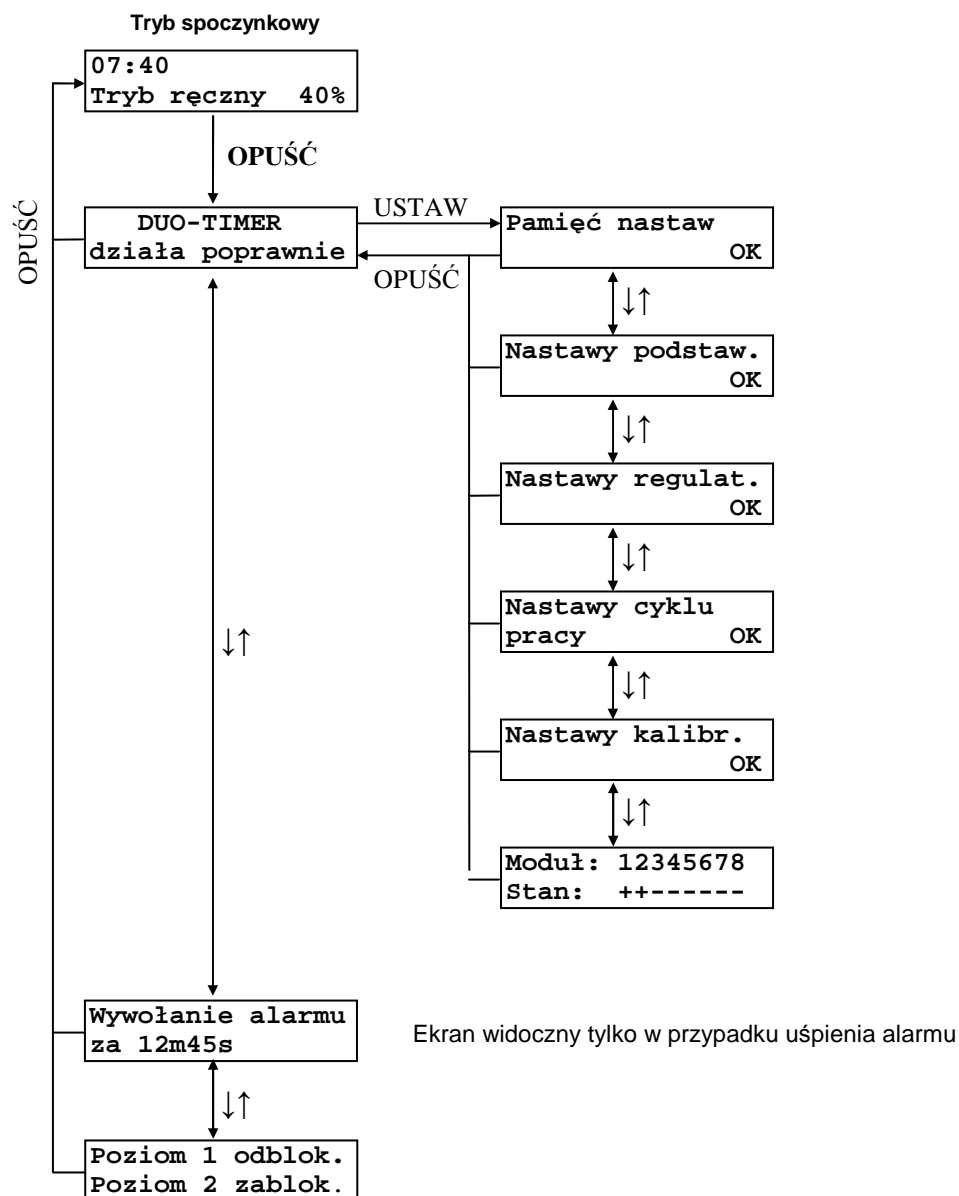 Tryb spoczynkowy
07:40
Tryb ręczny 40%
OPUŚĆ
OPUŚĆ
DUO-TIMER
działa poprawnie
USTAW
OPUŚĆ
Pamięć nastaw
OK
↓↑
Nastawy podstaw.
OK
↓↑
Nastawy regulat.
OK
↓↑
Nastawy cyklu
pracy OK
↓↑
↓↑
Nastawy kalibr.
OK
↓↑
Moduł: 12345678
Stan: ++------
Wywołanie alarmu
za 12m45s
Ekran widoczny tylko w przypadku uśpienia alarmu
↓↑
Poziom 1 odblok.
Poziom 2 zablok.